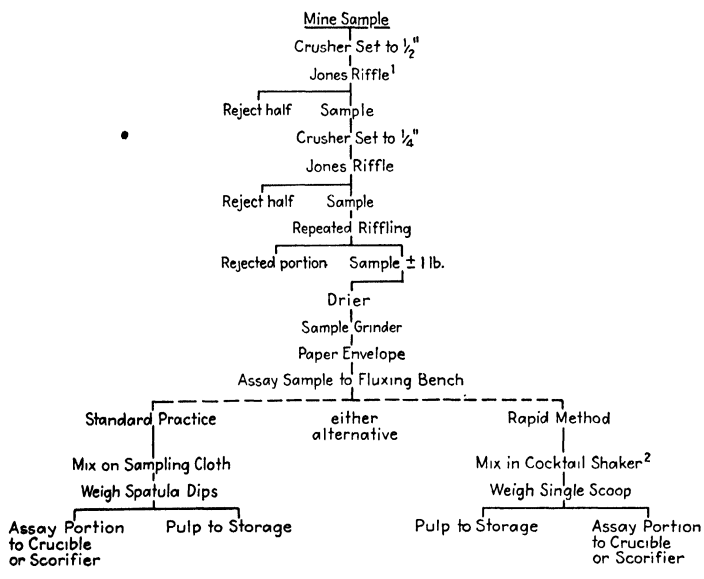 Mine Sample
Crusher Set to ½"
Jones Riffle¹
Reject half Sample
Crusher Set to ¼"
Jones Riffle
Reject half Sample
Repeated Riffling
Rejected portion Sample ± 1 lb.
Drier
Sample Grinder
Paper Envelope
Assay Sample to Fluxing Bench
Standard Practice either Rapid Method
alternative
Mix on Sampling Cloth Mix in Cocktail Shaker²
Weigh Spatula Dips Weigh Single Scoop
Assay Portion Pulp to Storage Pulp to Storage Assay Portion
to Crucible to Crucible
or Scorifier or Scorifier